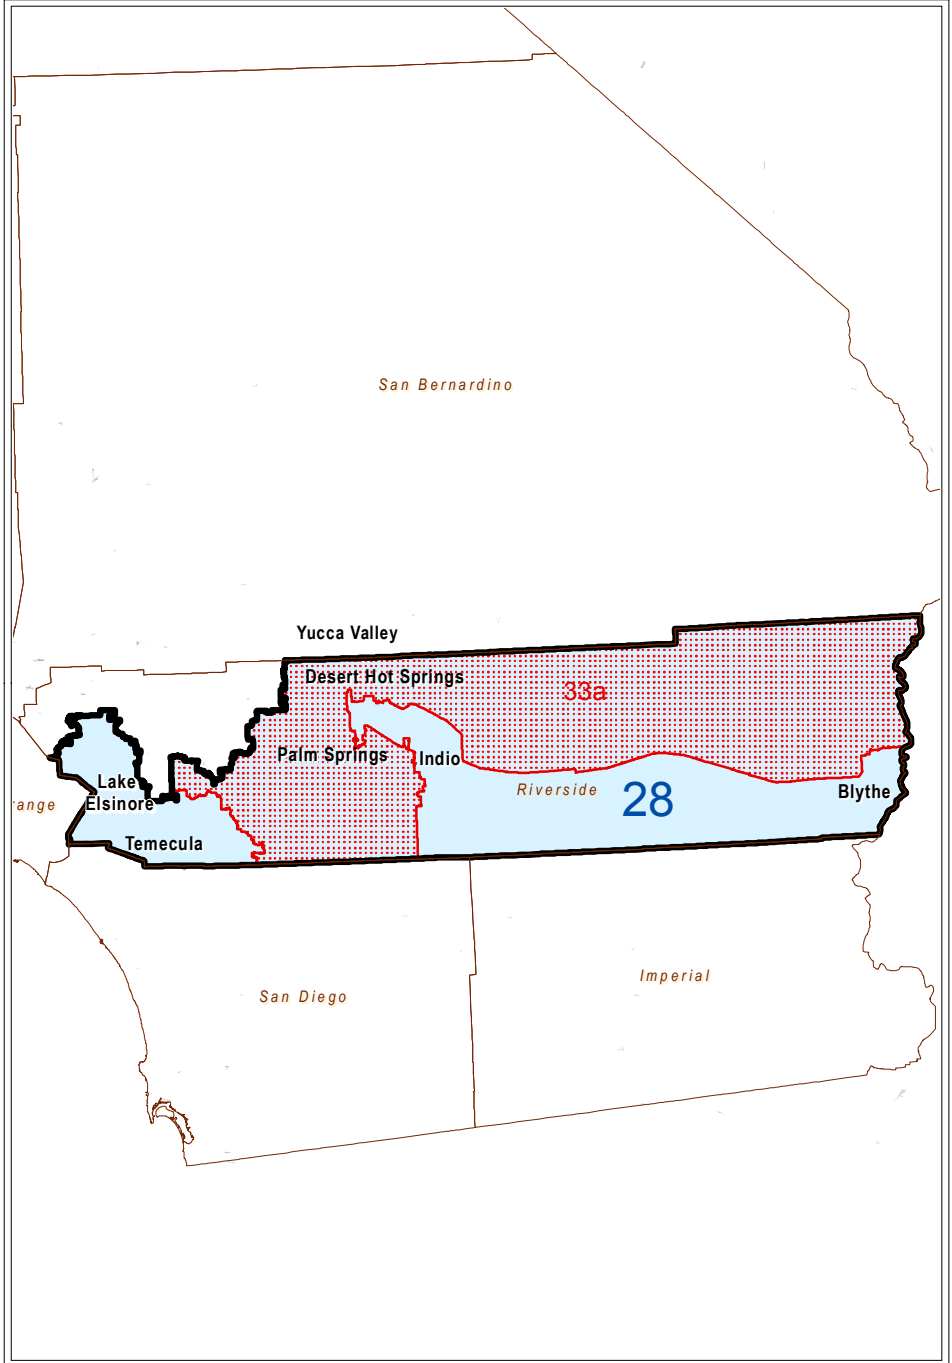 San Bernardino
Yucca Valley
Desert Hot Springs
33a
Palm Springs
Indio
Lake
Elsinore
range
Riverside
28
Blythe
Temecula
Imperial
San Diego